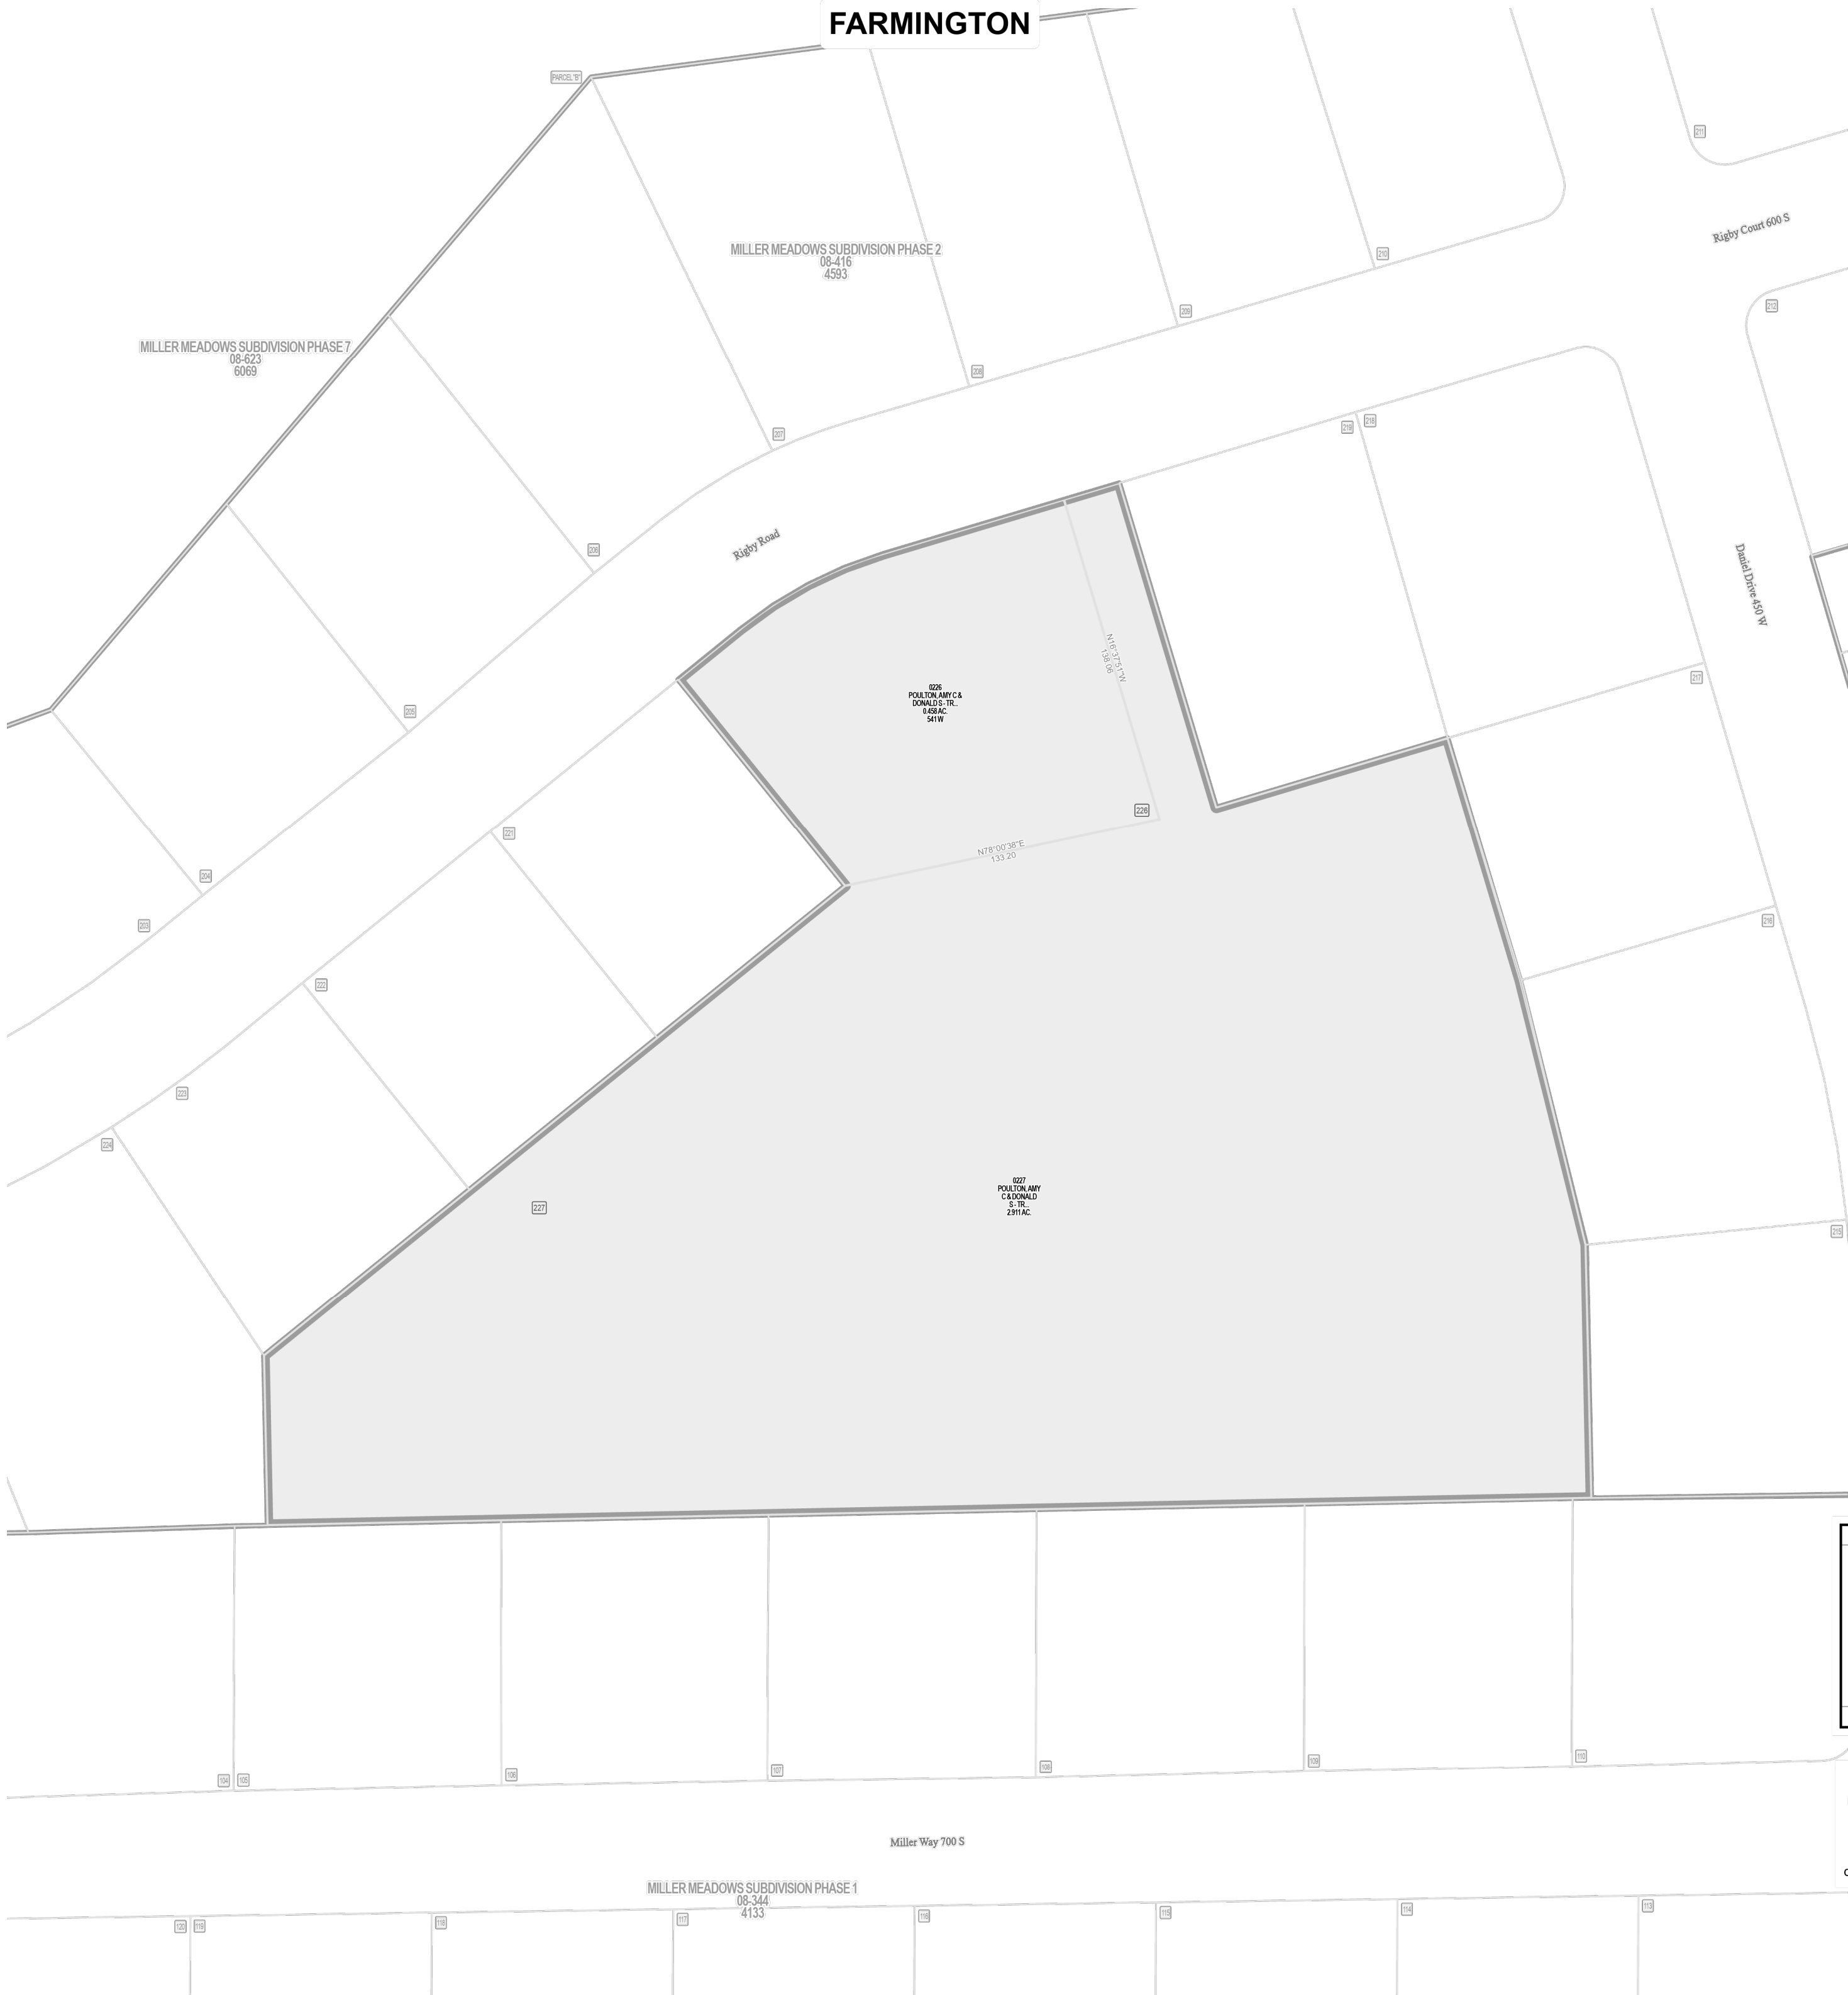 FARMINGTON
PARCEL "B"
211
Rigby Court 600 S
MILLER MEADOWS SUBDIVISION PHASE 2
08-416
4593
210
209
212
MILLER MEADOWS SUBDIVISION PHASE 7
08-623
6069
208
207
219
218
206
Rigby Road
Daniel Drive 450 W
N16°37'51"W
138.06
0226
POULTON, AMY C &
DONALD S - TR...
0.458 AC.
541 W
217
205
226
221
N78°00'38"E
133.20
204
203
216
222
223
224
0227
POULTON, AMY
C & DONALD
S - TR...
2.911 AC.
227
215
104
105
106
107
108
109
110
Miller Way 700 S
MILLER MEADOWS SUBDIVISION PHASE 1
08-344
4133
120
119
118
117
116
115
114
113